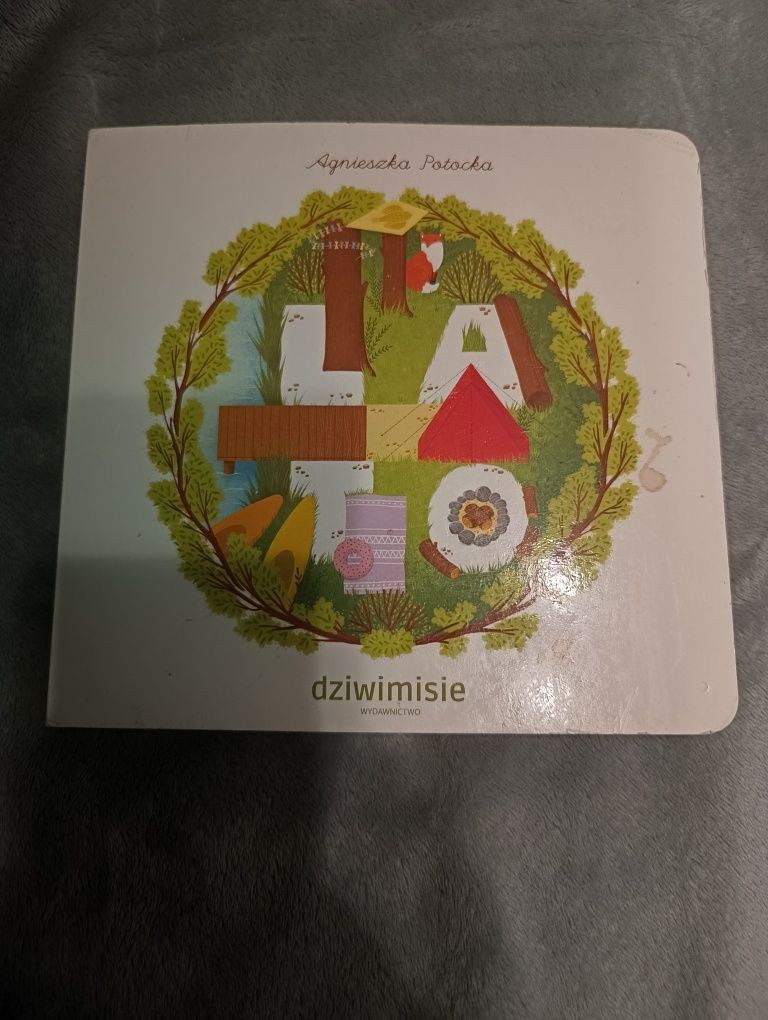 Agnieszka Potocka
LATO
dziwimisie
WYDAWNICTWO